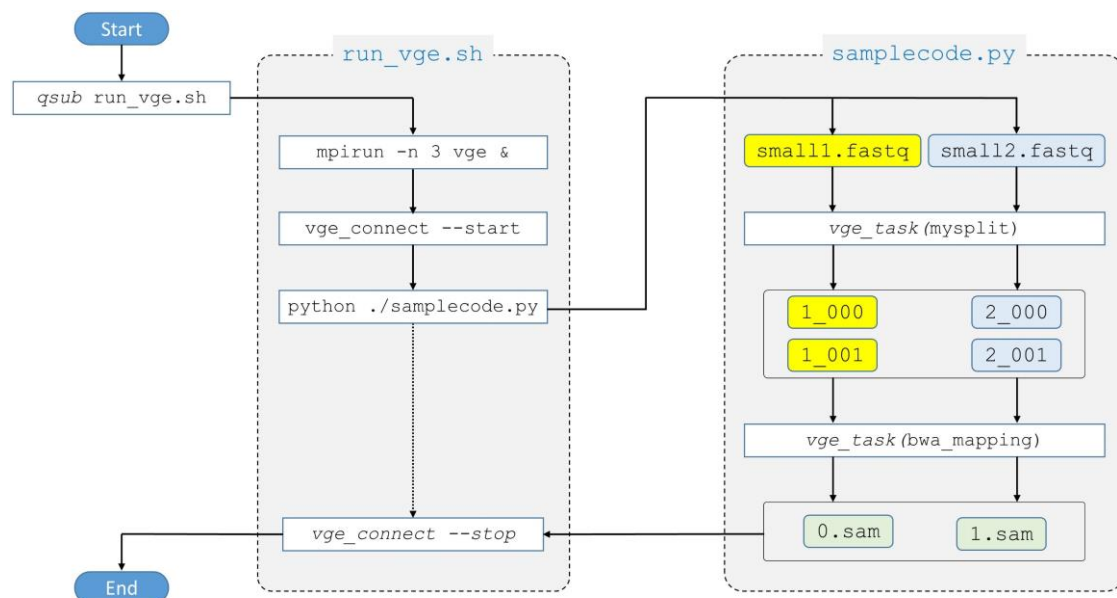 Start
qsub run_vge.sh
run_vge.sh
mpirun -n 3 vge &
vge_connect --start
python ./samplecode.py
vge_connect --stop
End
samplecode.py
small1.fastq small2.fastq
vge_task(mysplit)
1_000 2_000
1_001 2_001
vge_task(bwa_mapping)
0.sam 1.sam